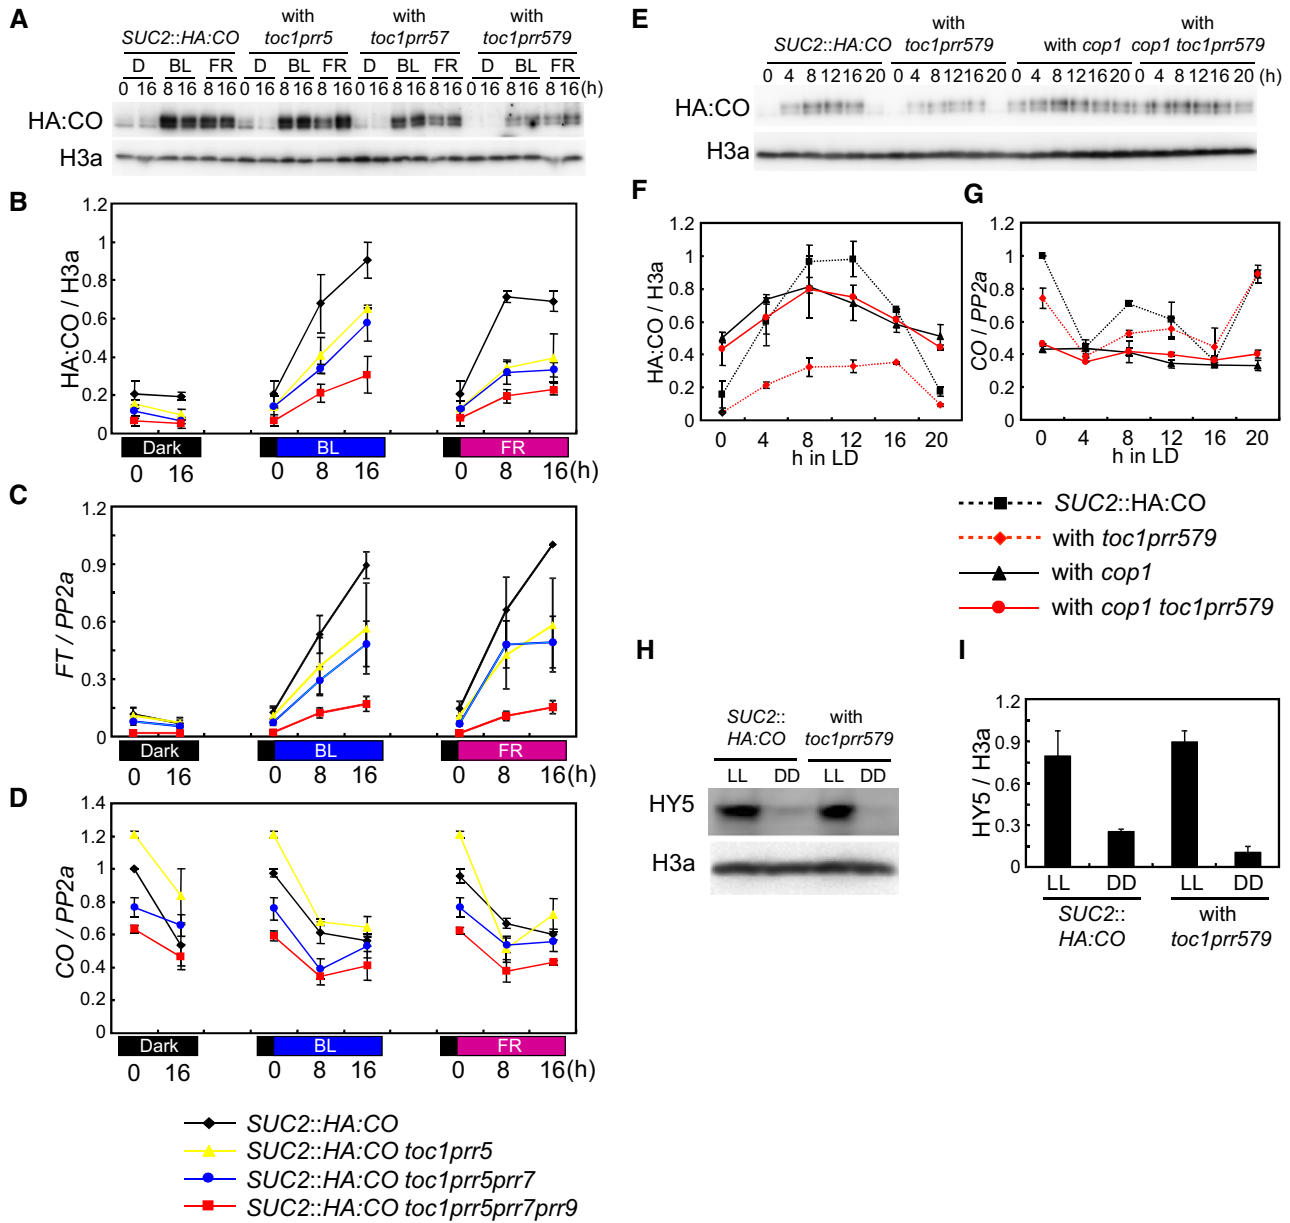 A
SUC2::HA:CO
with
toc1prr5
with
toc1prr57
with
toc1prr579
D BL FR D BL FR D BL FR D BL FR
0 16 8 16 8 16 0 16 8 16 8 16 0 16 8 16 8 16 0 16 8 16 8 16 (h)
HA:CO
H3a
B
HA:CO / H3a
1.2
1
0.8
0.6
0.4
0.2
0
Dark BL FR
0 16 0 8 16 0 8 16 (h)
C
FT / PP2a
1.2
0.9
0.6
0.3
0
Dark BL FR
0 16 0 8 16 0 8 16 (h)
D
CO / PP2a
1.4
1.2
1
0.8
0.6
0.4
0.2
0
Dark BL FR
0 16 0 8 16 0 8 16 (h)
SUC2::HA:CO
SUC2::HA:CO toc1prr5
SUC2::HA:CO toc1prr5prr7
SUC2::HA:CO toc1prr5prr7prr9
E
SUC2::HA:CO
with
toc1prr579
with cop1
with
cop1 toc1prr579
0 4 8 12 16 20 0 4 8 12 16 20 0 4 8 12 16 20 0 4 8 12 16 20 (h)
HA:CO
H3a
F
HA:CO / H3a
1.2
1
0.8
0.6
0.4
0.2
0
0 4 8 12 16 20
h in LD
G
CO / PP2a
1.2
1
0.8
0.6
0.4
0.2
0
0 4 8 12 16 20
h in LD
SUC2::HA:CO
with toc1prr579
with cop1
with cop1 toc1prr579
H
SUC2::
HA:CO
with
toc1prr579
LL DD LL DD
HY5
H3a
I
HY5 / H3a
1.2
0.9
0.6
0.3
0
LL DD LL DD
SUC2::
HA:CO
with
toc1prr579